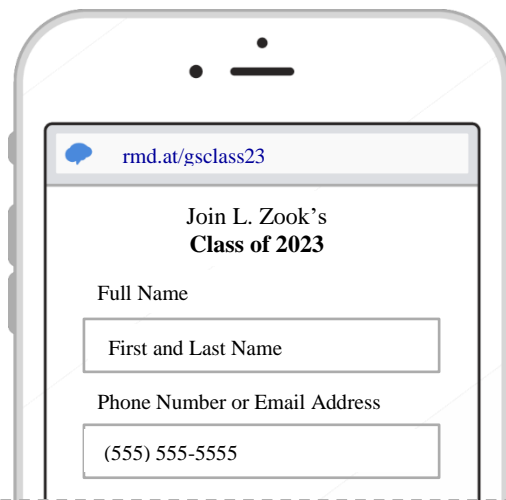 rmd.at/gsclass23
Join L. Zook’s
Class of 2023
Full Name
First and Last Name
Phone Number or Email Address
(555) 555-5555